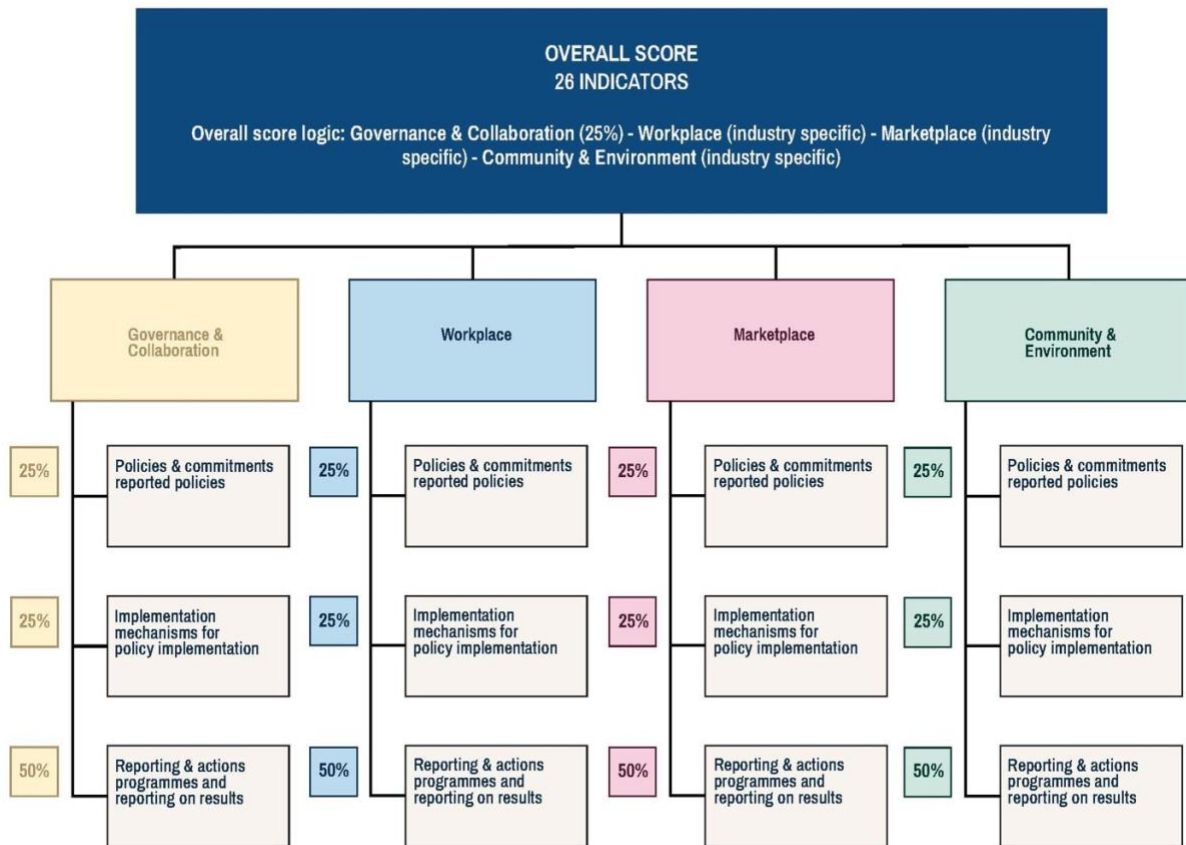 OVERALL SCORE
26 INDICATORS
Overall score logic: Governance & Collaboration (25%) - Workplace (industry specific) - Marketplace (industry
specific) - Community & Environment (industry specific)
Governance &
Collaboration
Workplace
Marketplace
Community &
Environment
25%
Policies & commitments
reported policies
25%
Policies & commitments
reported policies
25%
Policies & commitments
reported policies
25%
Policies & commitments
reported policies
25%
Implementation
mechanisms for
policy implementation
25%
Implementation
mechanisms for
policy implementation
25%
Implementation
mechanisms for
policy implementation
25%
Implementation
mechanisms for
policy implementation
50%
Reporting & actions
programmes and
reporting on results
50%
Reporting & actions
programmes and
reporting on results
50%
Reporting & actions
programmes and
reporting on results
50%
Reporting & actions
programmes and
reporting on results